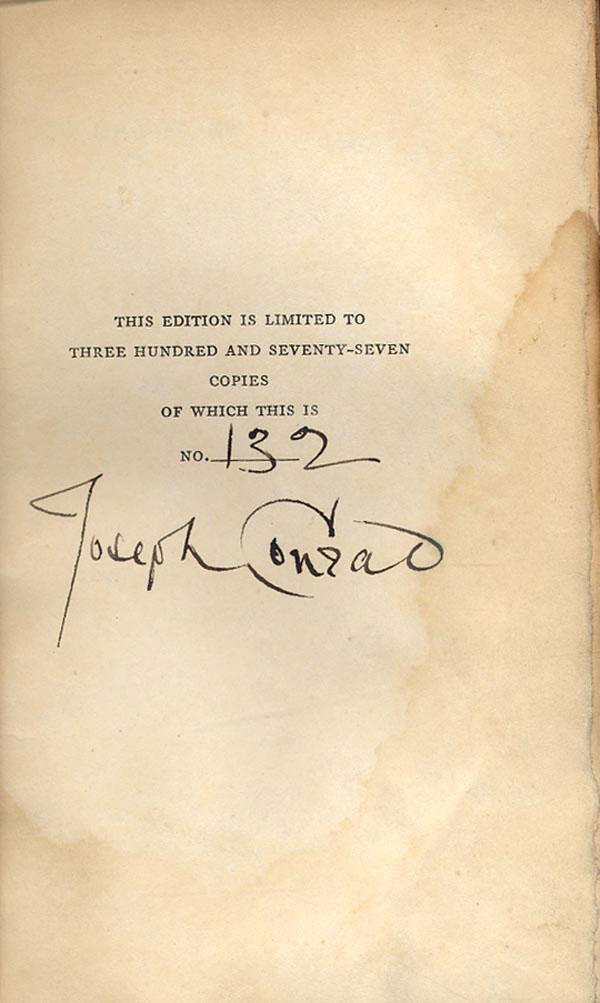 THIS EDITION IS LIMITED TO
THREE HUNDRED AND SEVENTY-SEVEN
COPIES
OF WHICH THIS IS
NO. 132
Joseph Conrad